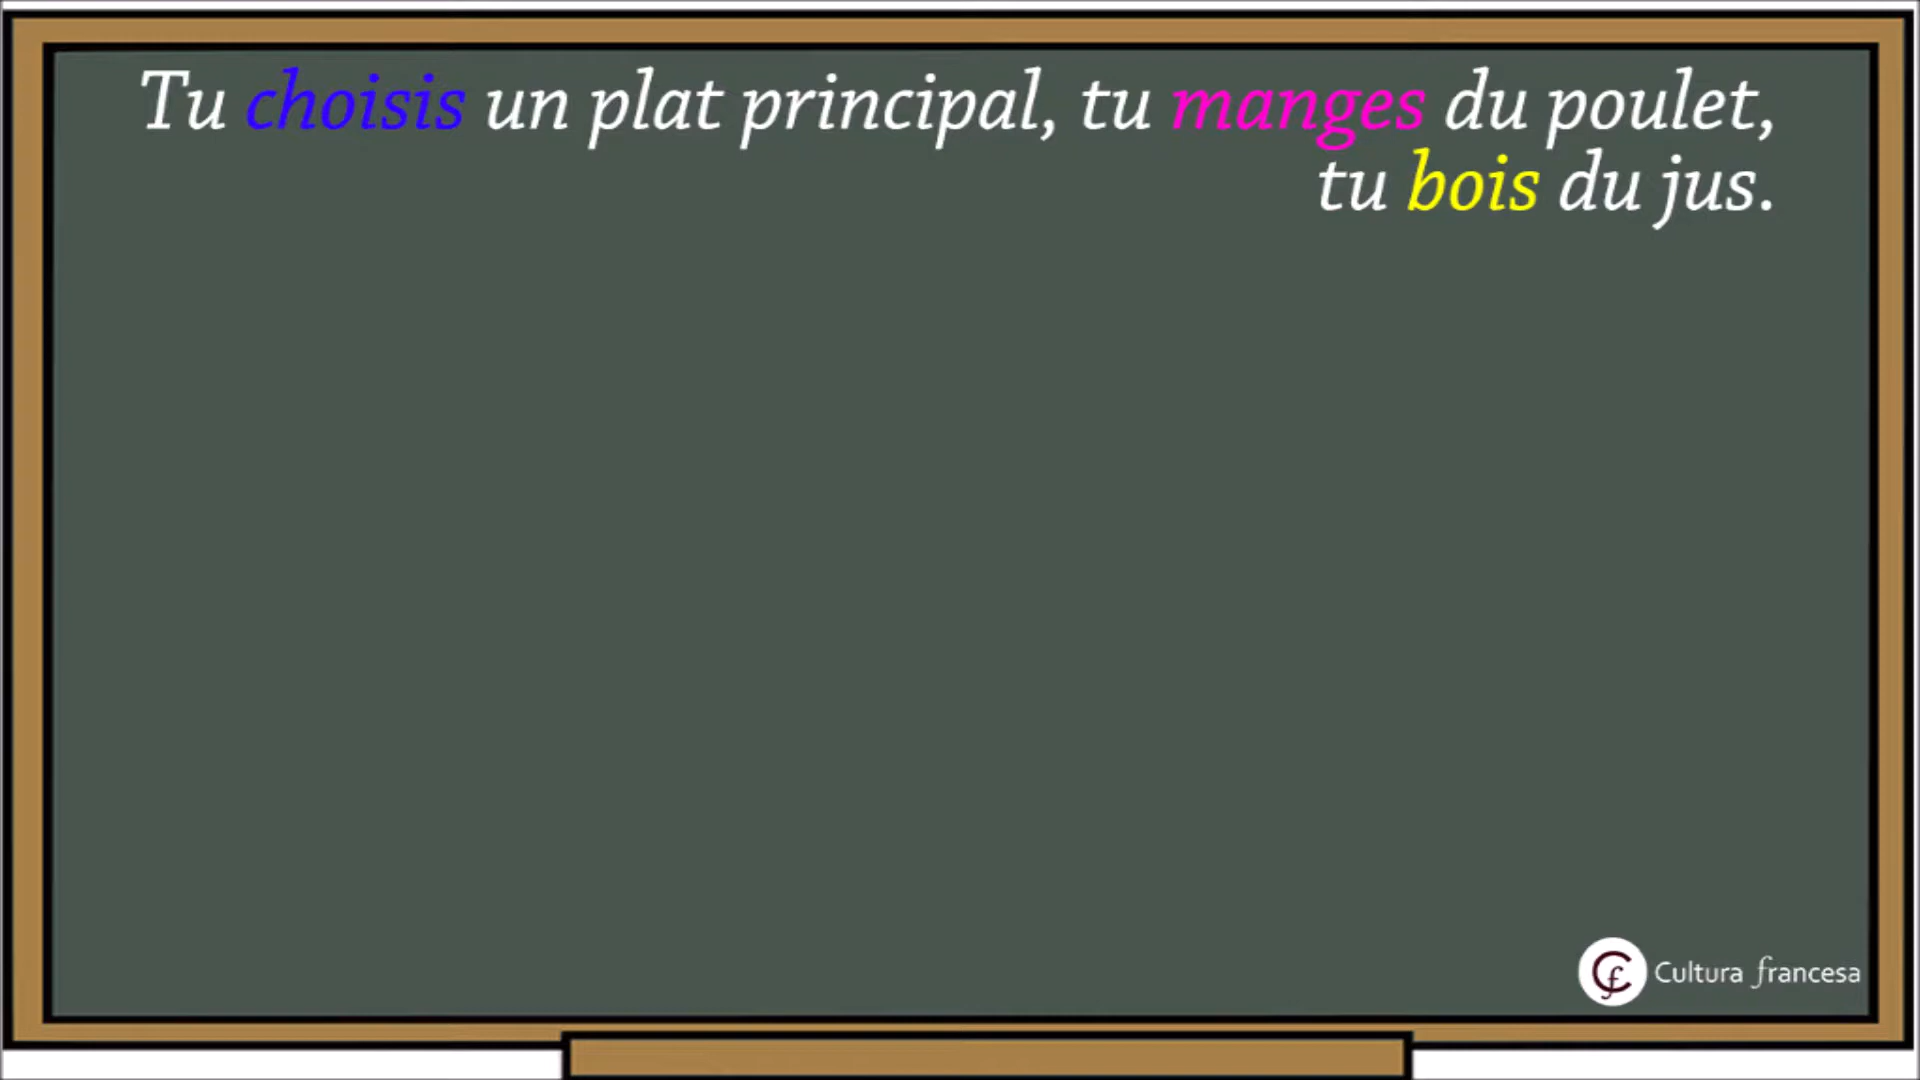 Tu choisis un plat principal, tu manges du poulet,
tu bois du jus.
Cultura francesa